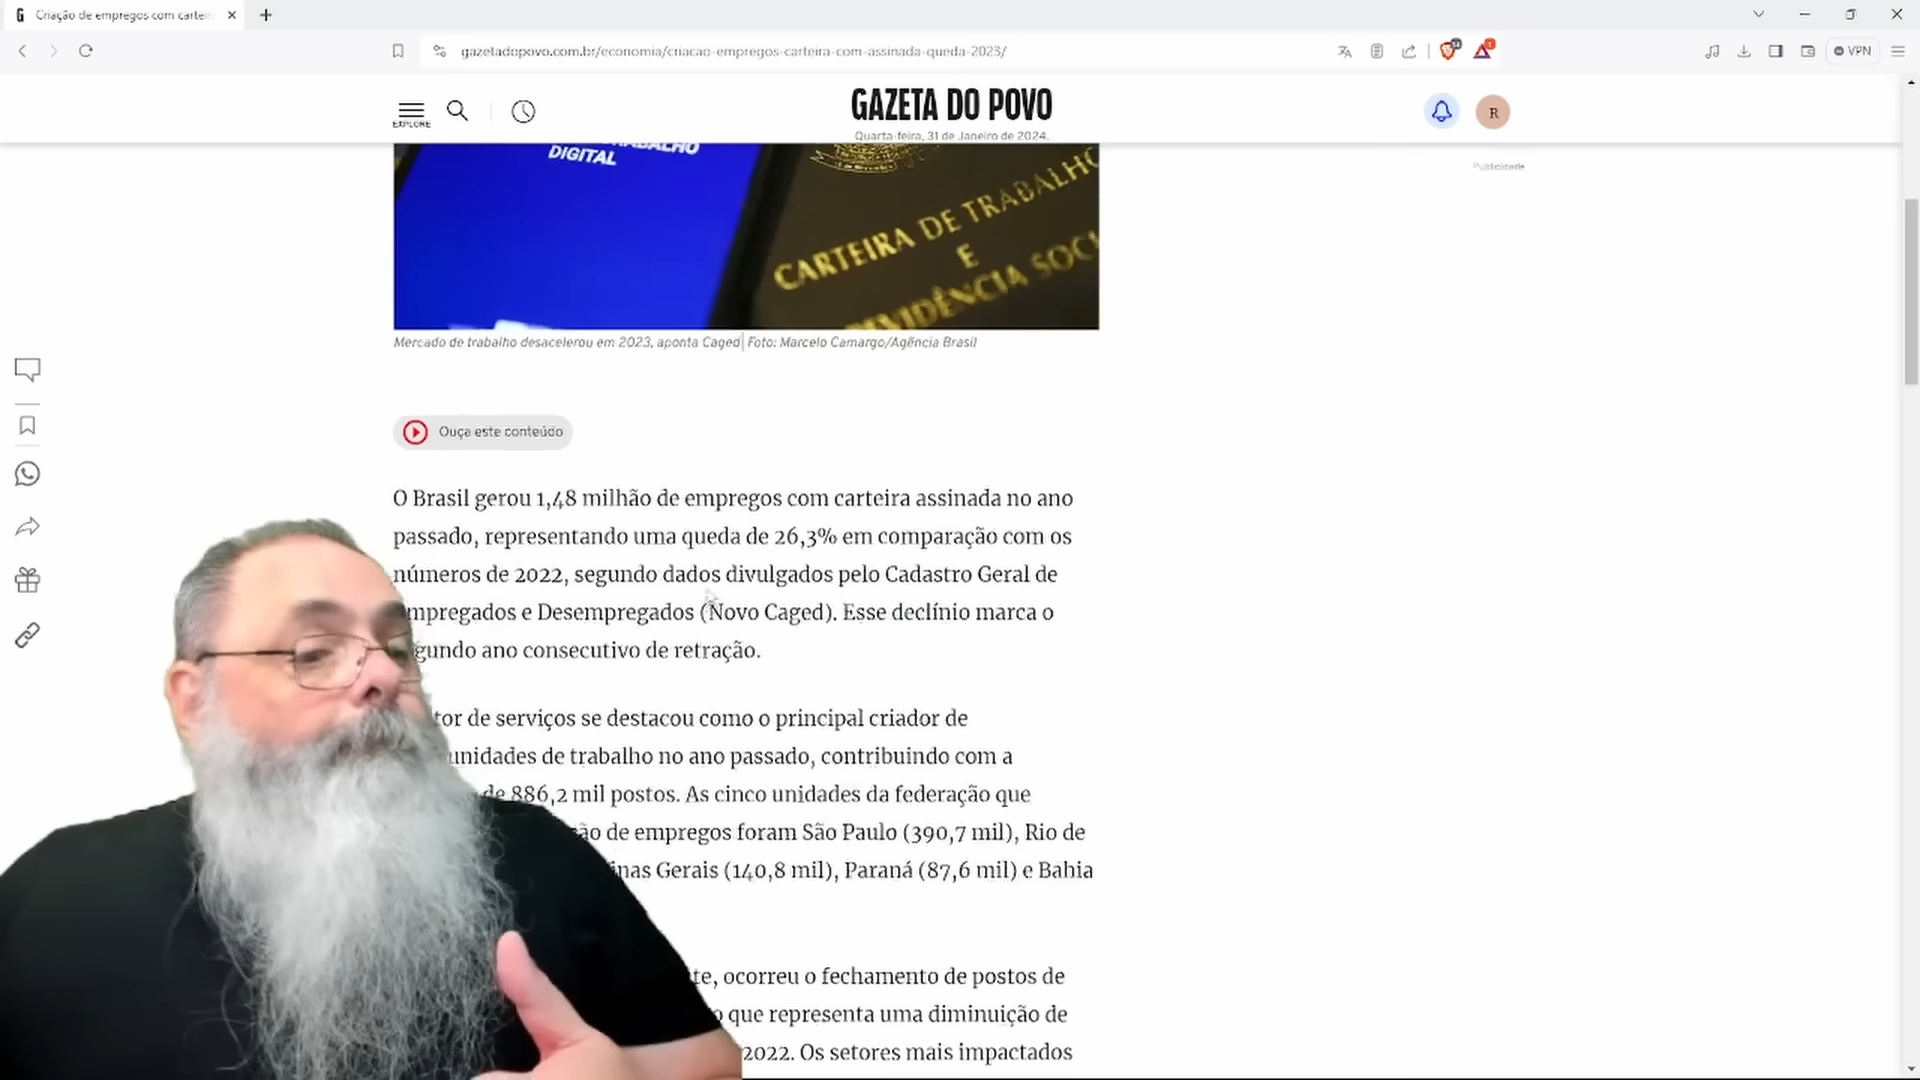 Criação de empregos com cartei
gazetadopovo.com.br/economia/criacao-empregos-carteira-com-assinada-queda-2023/
VPN
EXPLORE
GAZETA DO POVO
Quarta-feira, 31 de Janeiro de 2024.
R
Publicidade
DIGITAL
CARTEIRA DE TRABALHO
E
Mercado de trabalho desacelerou em 2023, aponta Caged| Foto: Marcelo Camargo/Agência Brasil
Ouça este conteúdo
O Brasil gerou 1,48 milhão de empregos com carteira assinada no ano
passado, representando uma queda de 26,3% em comparação com os
números de 2022, segundo dados divulgados pelo Cadastro Geral de
mpregados e Desempregados (Novo Caged). Esse declínio marca o
gundo ano consecutivo de retração.
tor de serviços se destacou como o principal criador de
unidades de trabalho no ano passado, contribuindo com a
de 886,2 mil postos. As cinco unidades da federação que
ão de empregos foram São Paulo (390,7 mil), Rio de
inas Gerais (140,8 mil), Paraná (87,6 mil) e Bahia
te, ocorreu o fechamento de postos de
o que representa uma diminuição de
2022. Os setores mais impactados